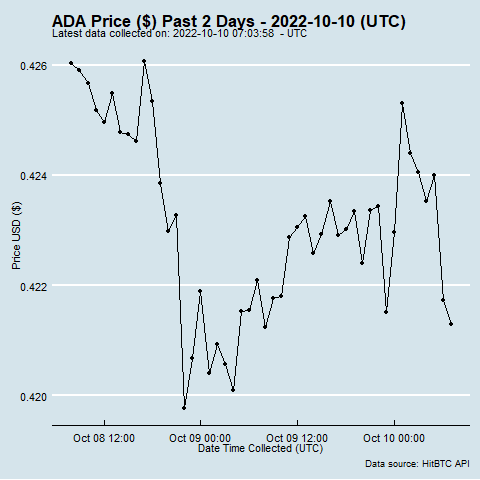 ADA Price ($) Past 2 Days - 2022-10-10 (UTC)
Latest data collected on: 2022-10-10 07:03:58 - UTC
0.426
0.424
0.422
0.420
Price USD ($)
Oct 08 12:00 Oct 09 00:00 Oct 09 12:00 Oct 10 00:00
Date Time Collected (UTC)
Data source: HitBTC API